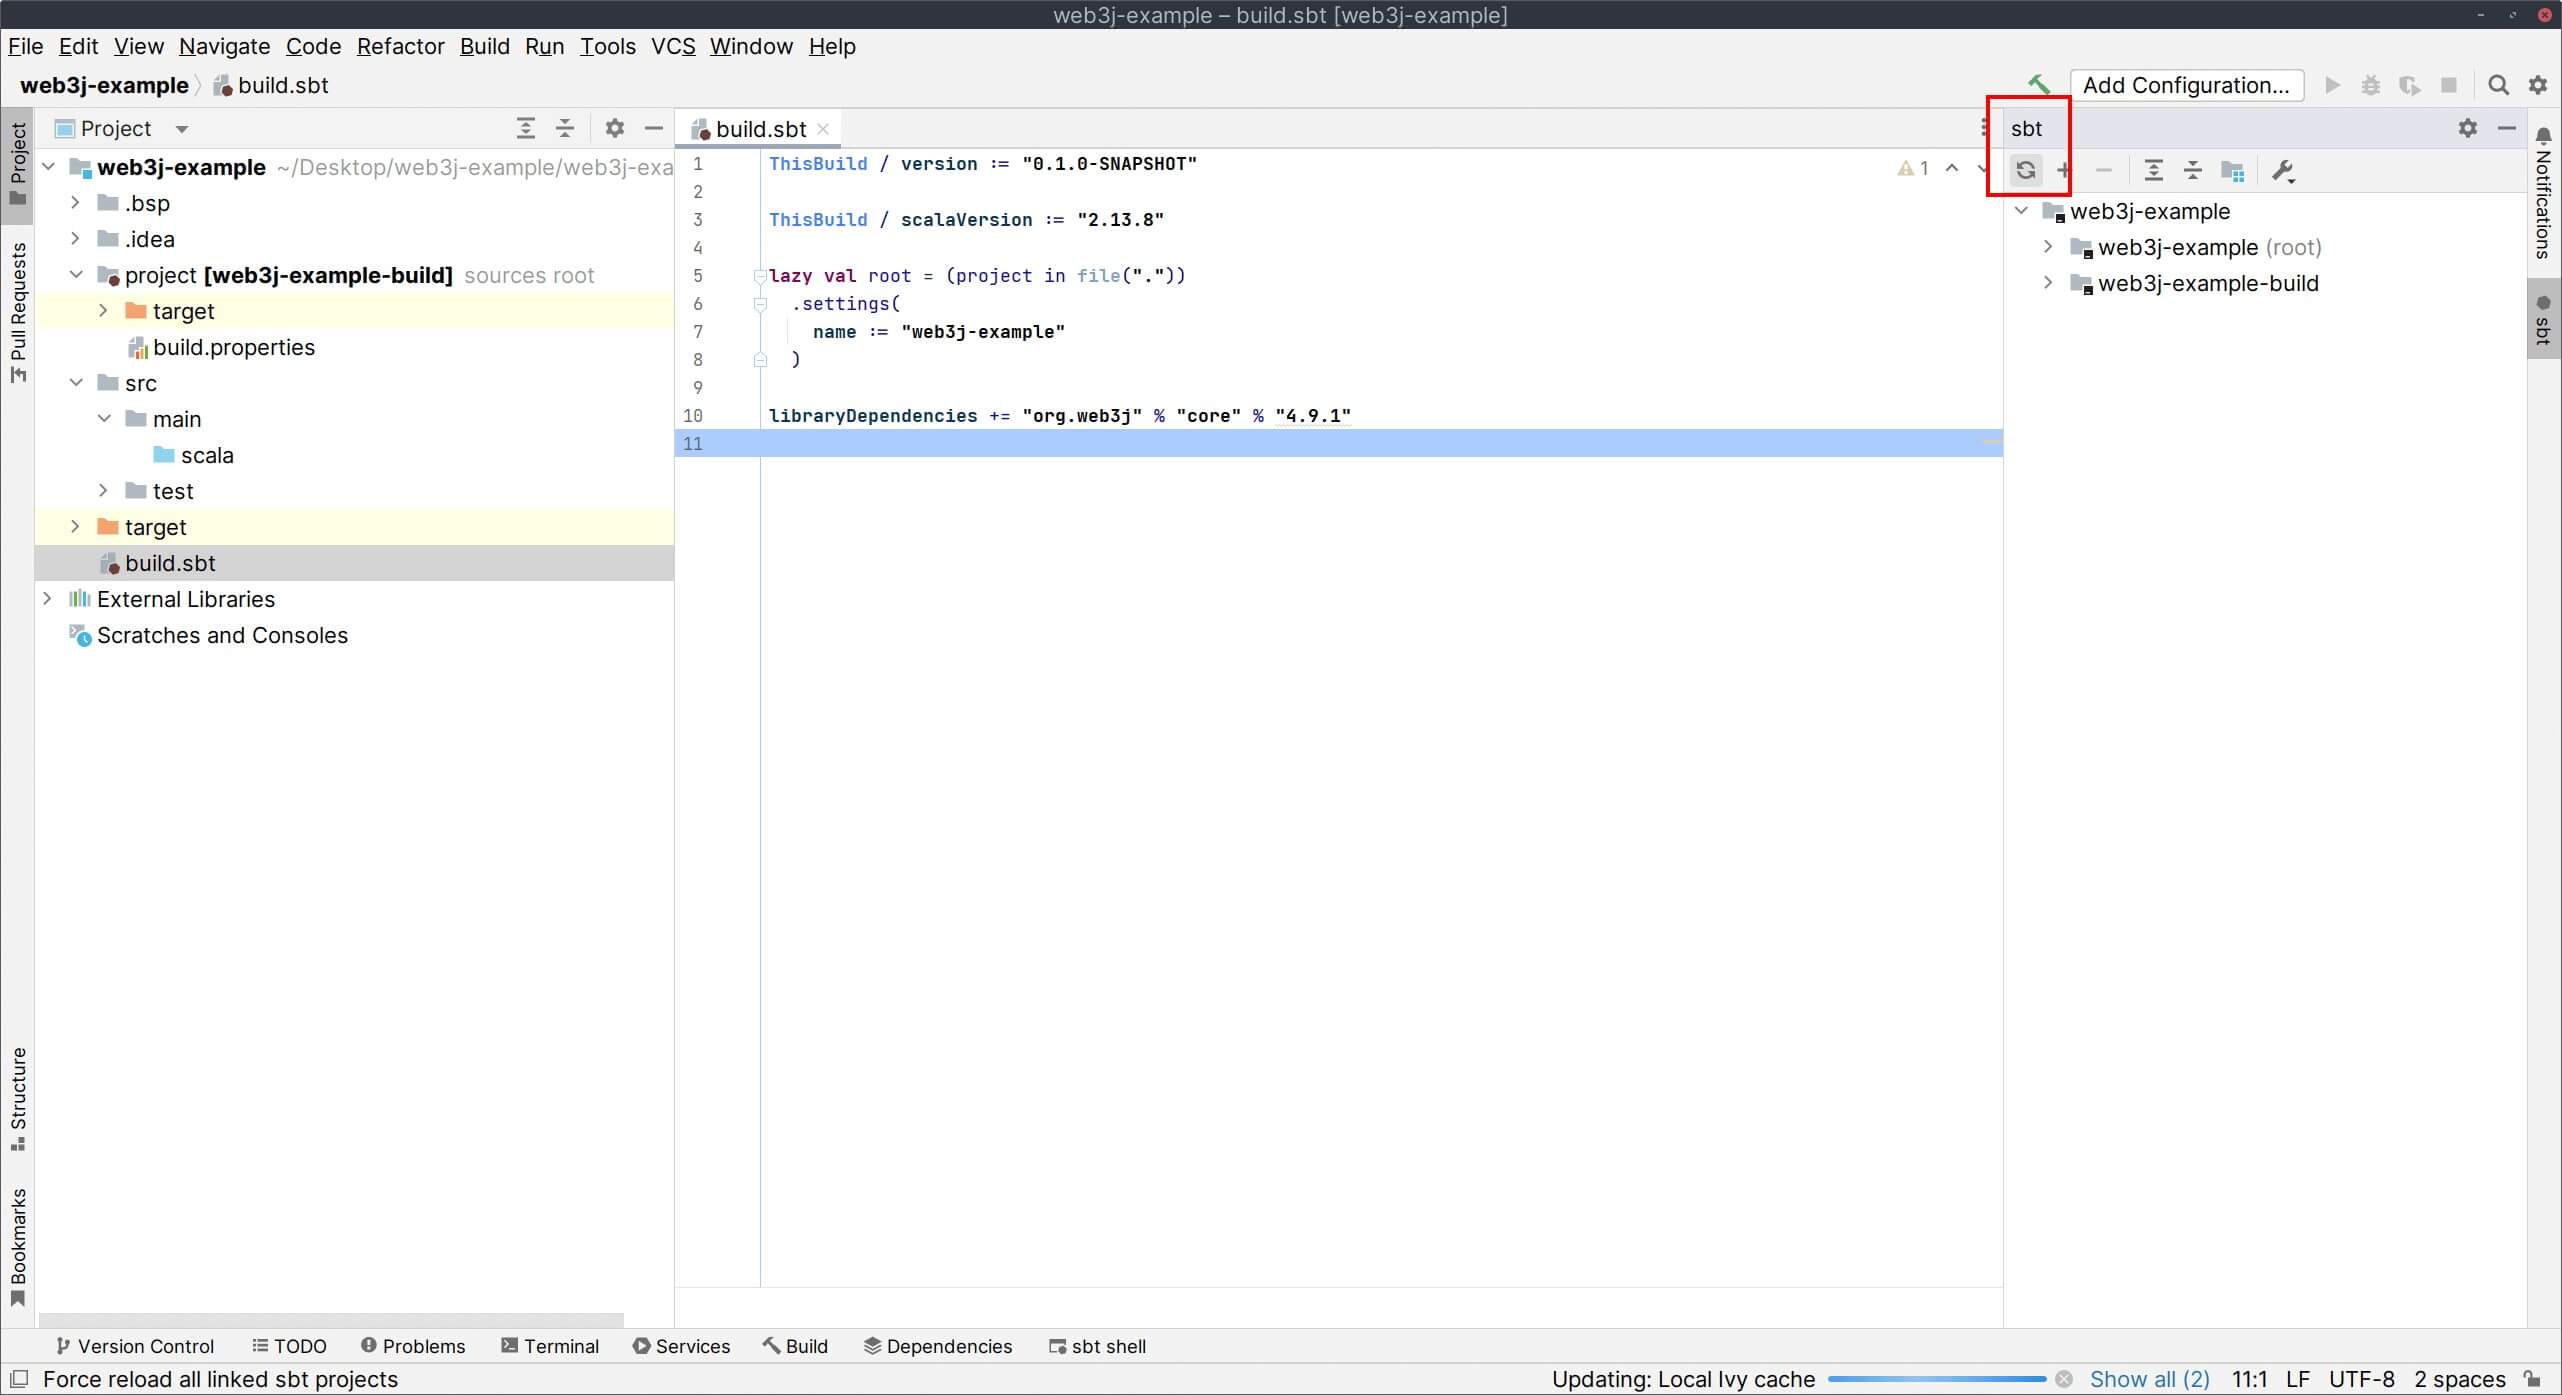 web3j-example – build.sbt [web3j-example]
File Edit View Navigate Code Refactor Build Run Tools VCS Window Help
web3j-example build.sbt
Add Configuration...
Project
build.sbt
sbt
web3j-example ~/Desktop/web3j-example/web3j-exa
.bsp
.idea
project [web3j-example-build] sources root
target
build.properties
src
main
scala
test
target
build.sbt
External Libraries
Scratches and Consoles
1 ThisBuild / version := "0.1.0-SNAPSHOT"
2
3 ThisBuild / scalaVersion := "2.13.8"
4
5 lazy val root = (project in file("."))
6 .settings(
7 name := "web3j-example"
8 )
9
10 libraryDependencies += "org.web3j" % "core" % "4.9.1"
11
1
web3j-example
web3j-example (root)
web3j-example-build
Project
Pull Requests
Structure
Bookmarks
Notifications
sbt
Version Control TODO Problems Terminal Services Build Dependencies sbt shell
Force reload all linked sbt projects Updating: Local Ivy cache Show all (2) 11:1 LF UTF-8 2 spaces